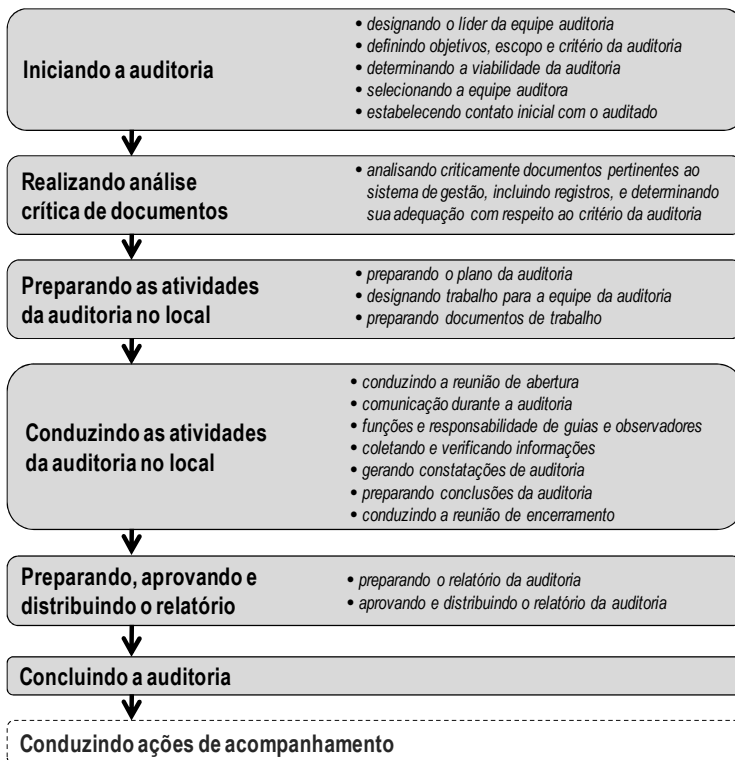 Iniciando a auditoria
• designando o líder da equipe auditoria
• definindo objetivos, escopo e critério da auditoria
• determinando a viabilidade da auditoria
• selecionando a equipe auditora
• estabelecendo contato inicial com o auditado
Realizando análise
crítica de documentos
• analisando criticamente documentos pertinentes ao
sistema de gestão, incluindo registros, e determinando
sua adequação com respeito ao critério da auditoria
Preparando as atividades
da auditoria no local
• preparando o plano da auditoria
• designando trabalho para a equipe da auditoria
• preparando documentos de trabalho
Conduzindo as atividades
da auditoria no local
• conduzindo a reunião de abertura
• comunicação durante a auditoria
• funções e responsabilidade de guias e observadores
• coletando e verificando informações
• gerando constatações de auditoria
• preparando conclusões da auditoria
• conduzindo a reunião de encerramento
Preparando, aprovando e
distribuindo o relatório
• preparando o relatório da auditoria
• aprovando e distribuindo o relatório da auditoria
Concluindo a auditoria
Conduzindo ações de acompanhamento